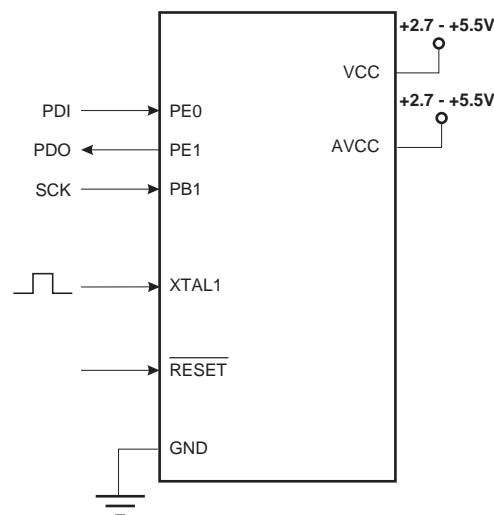 +2.7 - +5.5V
VCC
+2.7 - +5.5V
PDI PE0
PDO PE1 AVCC
SCK PB1
XTAL1
RESET
GND